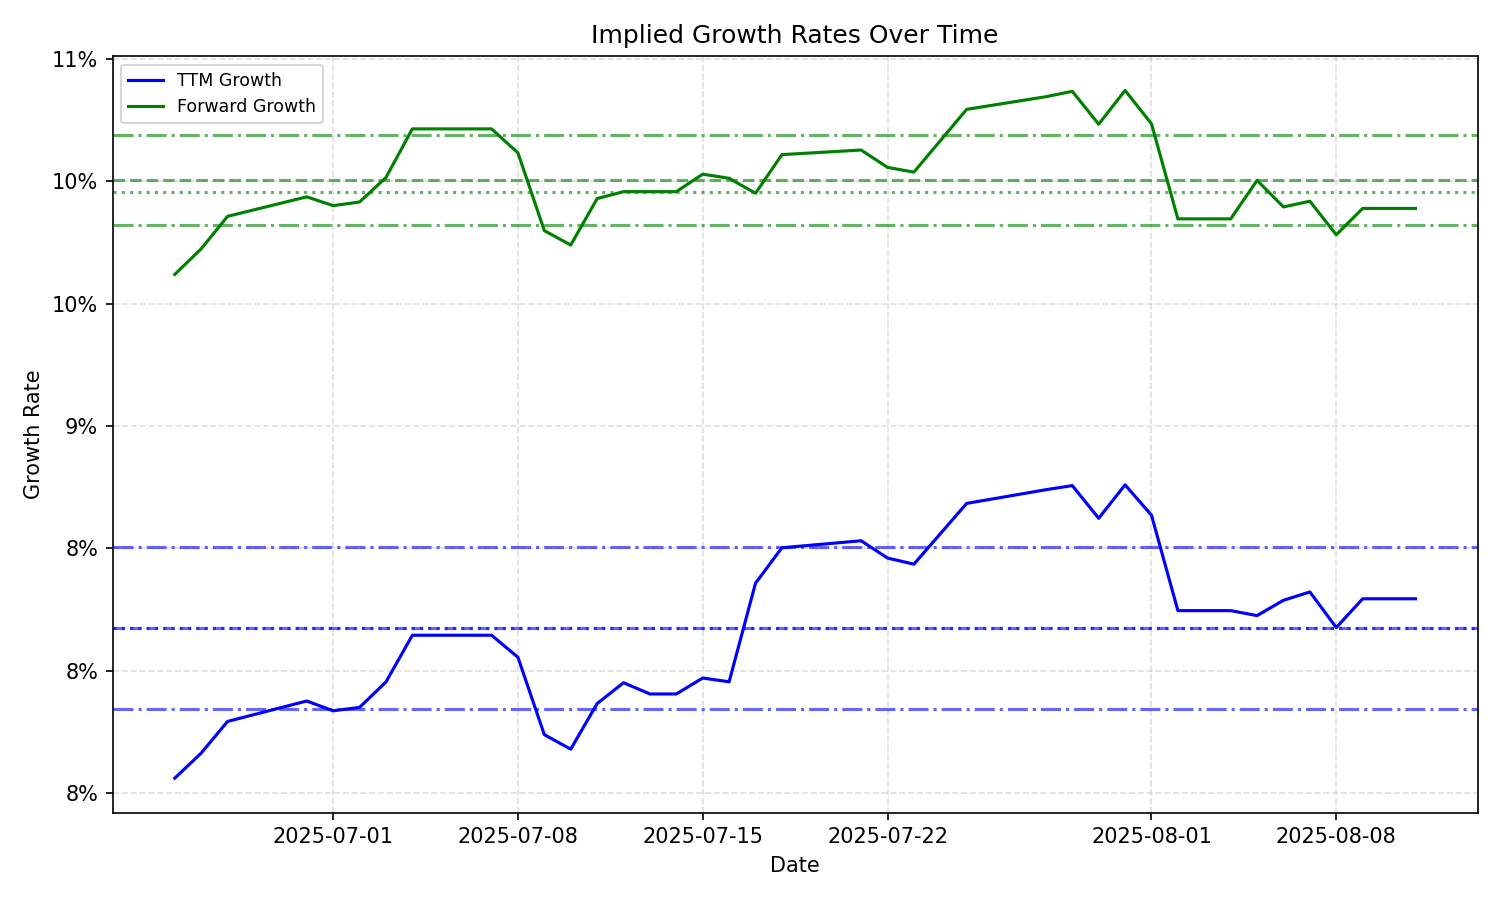 Implied Growth Rates Over Time
11%
10%
10%
9%
8%
8%
8%
Growth Rate
TTM Growth
Forward Growth
2025-07-01
2025-07-08
2025-07-15
2025-07-22
2025-08-01
2025-08-08
Date